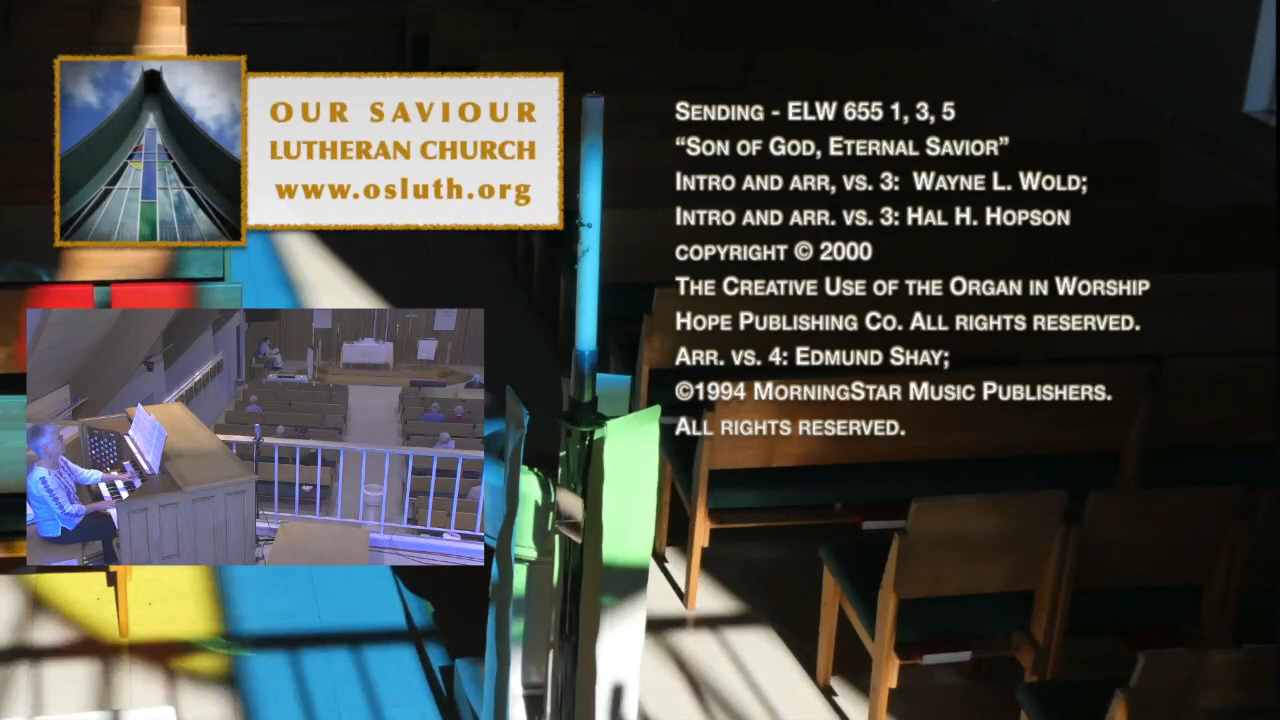 OUR SAVIOUR
LUTHERAN CHURCH
www.osluth.org
Sending - ELW 655 1, 3, 5
“Son of God, Eternal Savior”
Intro and arr, vs. 3:  Wayne L. Wold;
Intro and arr. vs. 3: Hal H. Hopson
copyright © 2000
The Creative Use of the Organ in Worship
Hope Publishing Co. All rights reserved.
Arr. vs. 4: Edmund Shay;
©1994 MorningStar Music Publishers.
All rights reserved.